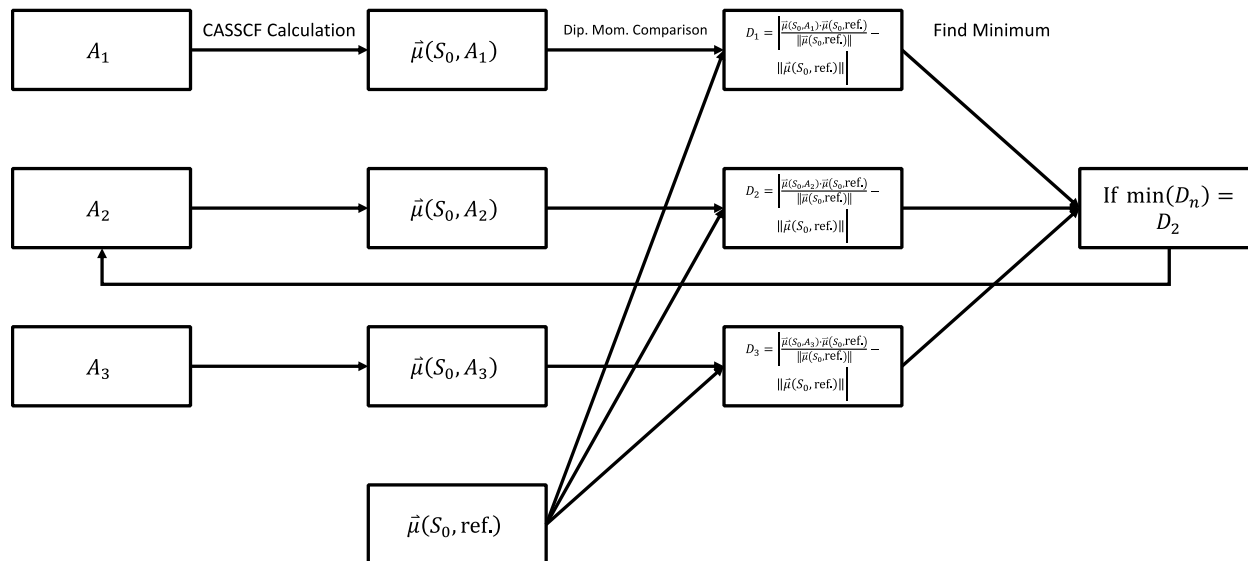 CASSCF Calculation
Dip. Mom. Comparison
Find Minimum
A₁
μ⃗(S₀, A₁)
D₁ = |μ⃗(S₀,A₁)·μ⃗(S₀,ref.)/‖μ⃗(S₀,ref.)‖ −
‖μ⃗(S₀, ref.)‖|
A₂
μ⃗(S₀, A₂)
D₂ = |μ⃗(S₀,A₂)·μ⃗(S₀,ref.)/‖μ⃗(S₀,ref.)‖ −
‖μ⃗(S₀, ref.)‖|
If min(Dₙ) =
D₂
A₃
μ⃗(S₀, A₃)
D₃ = |μ⃗(S₀,A₃)·μ⃗(S₀,ref.)/‖μ⃗(S₀,ref.)‖ −
‖μ⃗(S₀, ref.)‖|
μ⃗(S₀, ref.)